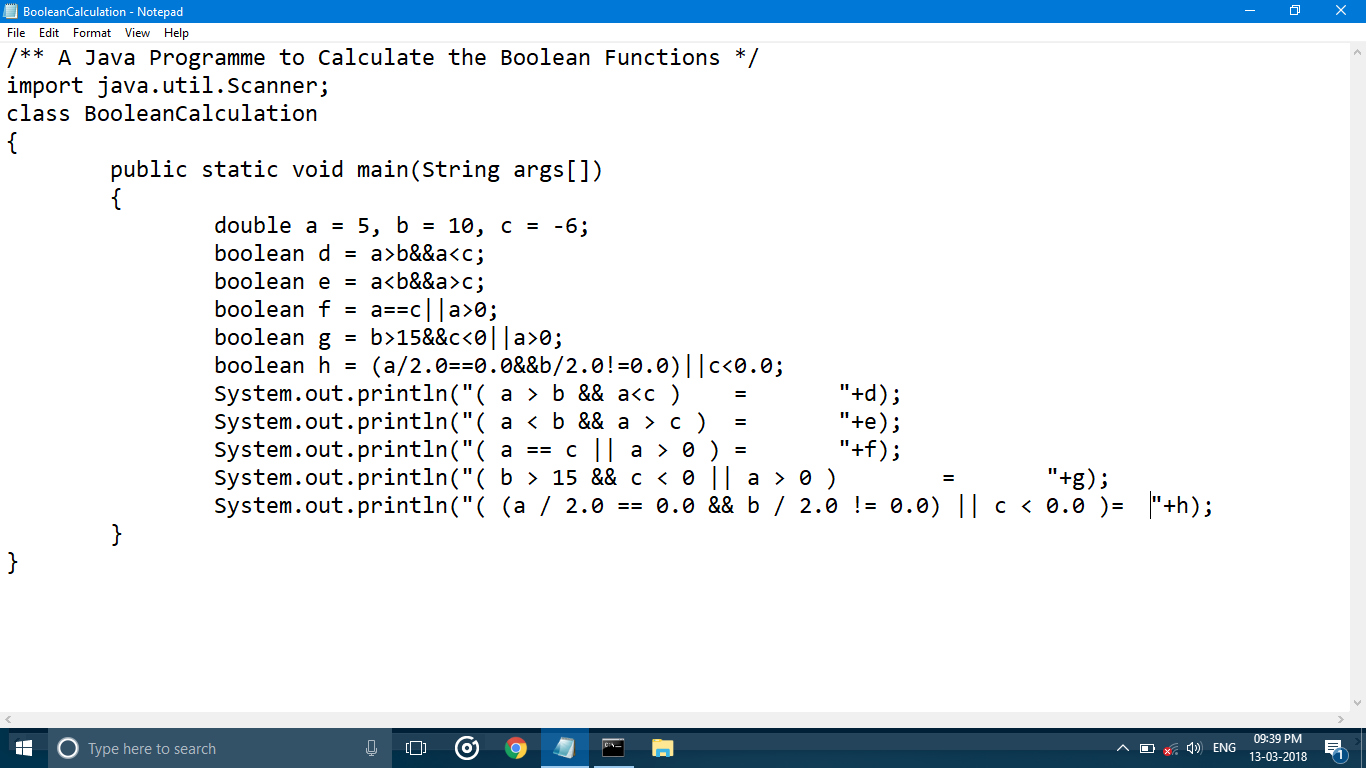 BooleanCalculation - Notepad
File Edit Format View Help
/** A Java Programme to Calculate the Boolean Functions */
import java.util.Scanner;
class BooleanCalculation
{
        public static void main(String args[])
        {
                double a = 5, b = 10, c = -6;
                boolean d = a>b&&a<c;
                boolean e = a<b&&a>c;
                boolean f = a==c||a>0;
                boolean g = b>15&&c<0||a>0;
                boolean h = (a/2.0==0.0&&b/2.0!=0.0)||c<0.0;
                System.out.println("( a > b && a<c )    =       "+d);
                System.out.println("( a < b && a > c )  =       "+e);
                System.out.println("( a == c || a > 0 ) =       "+f);
                System.out.println("( b > 15 && c < 0 || a > 0 )        =       "+g);
                System.out.println("( (a / 2.0 == 0.0 && b / 2.0 != 0.0) || c < 0.0 )=  "+h);
        }
}
Type here to search
ENG
09:39 PM
13-03-2018
1